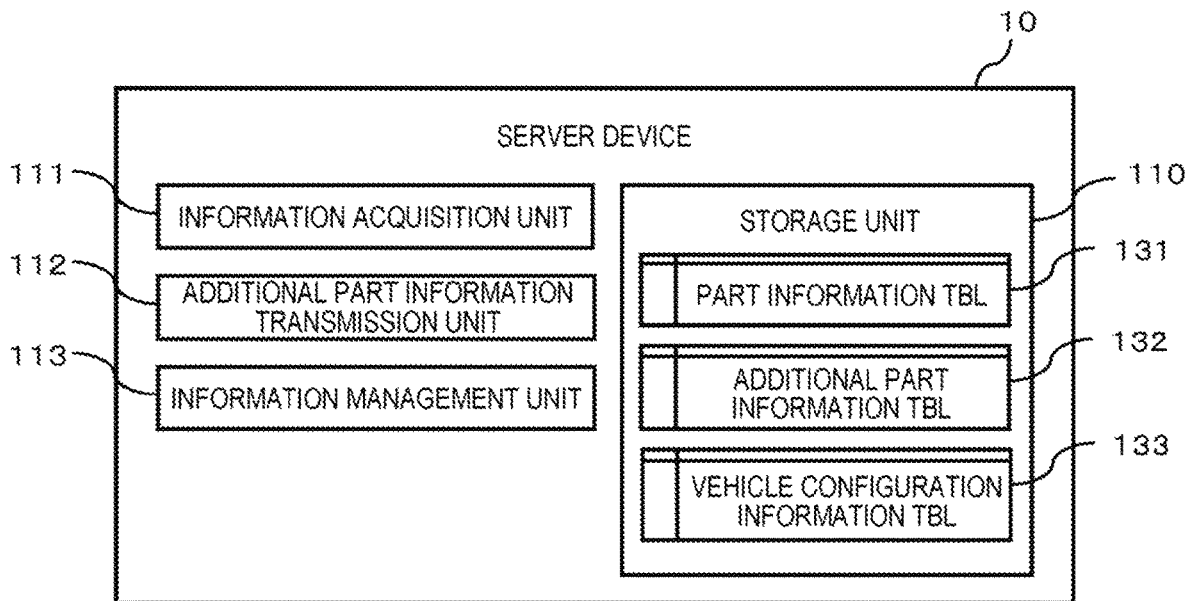 10
SERVER DEVICE
111
INFORMATION ACQUISITION UNIT
112
ADDITIONAL PART INFORMATION
TRANSMISSION UNIT
113
INFORMATION MANAGEMENT UNIT
110
STORAGE UNIT
131
PART INFORMATION TBL
132
ADDITIONAL PART
INFORMATION TBL
133
VEHICLE CONFIGURATION
INFORMATION TBL